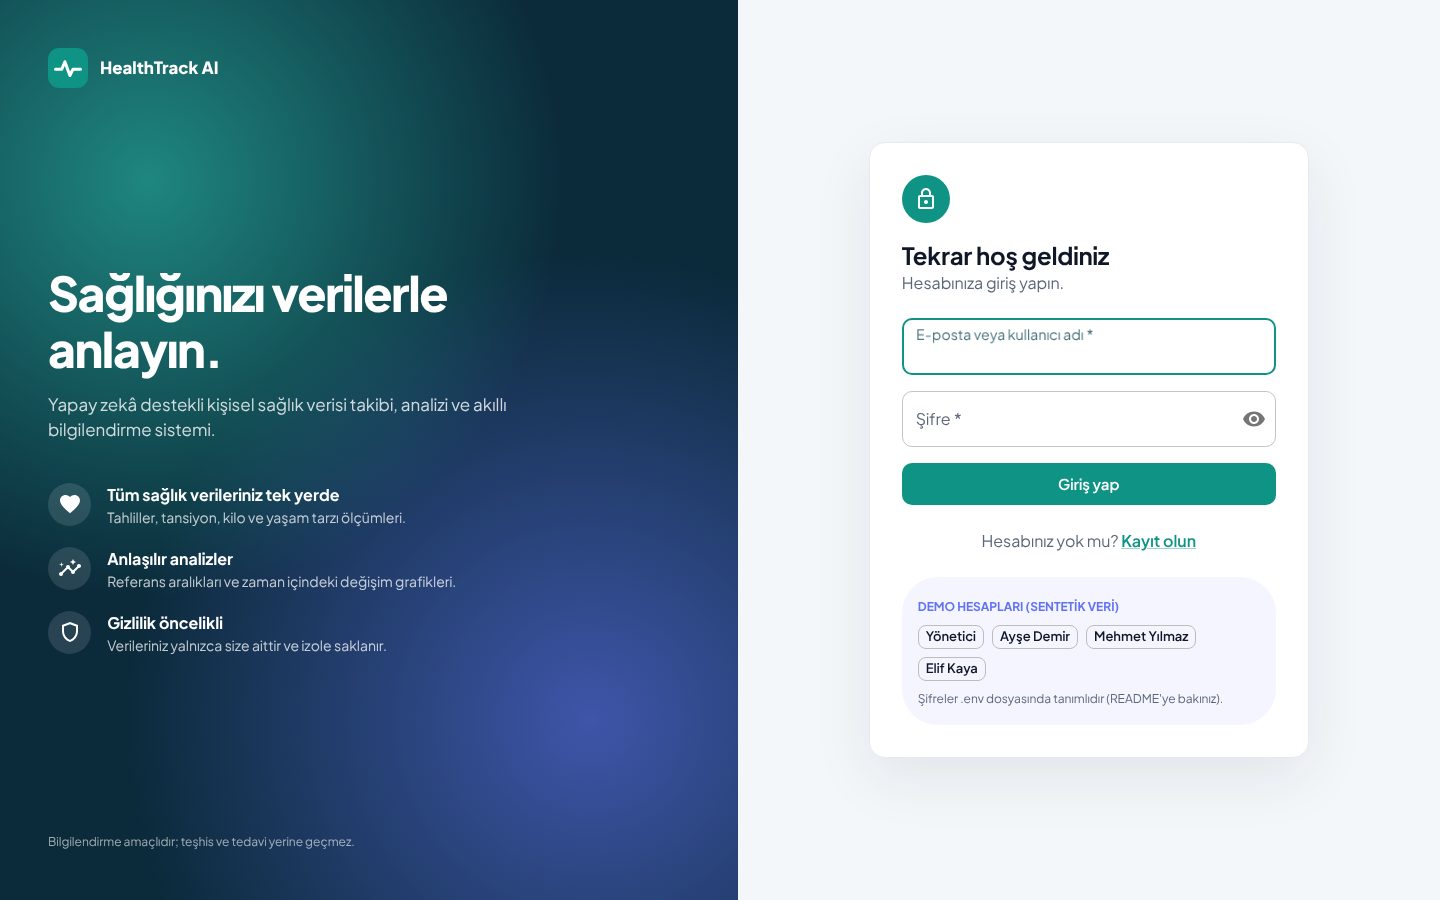 HealthTrack AI
Sağlığınızı verilerle
anlayın.
Yapay zekâ destekli kişisel sağlık verisi takibi, analizi ve akıllı
bilgilendirme sistemi.
Tüm sağlık verileriniz tek yerde
Tahliller, tansiyon, kilo ve yaşam tarzı ölçümleri.
Anlaşılır analizler
Referans aralıkları ve zaman içindeki değişim grafikleri.
Gizlilik öncelikli
Verileriniz yalnızca size aittir ve izole saklanır.
Bilgilendirme amaçlıdır; teşhis ve tedavi yerine geçmez.
Tekrar hoş geldiniz
Hesabınıza giriş yapın.
E-posta veya kullanıcı adı *
Şifre *
Giriş yap
Hesabınız yok mu? Kayıt olun
DEMO HESAPLARI (SENTETİK VERİ)
Yönetici Ayşe Demir Mehmet Yılmaz
Elif Kaya
Şifreler .env dosyasında tanımlıdır (README'ye bakınız).